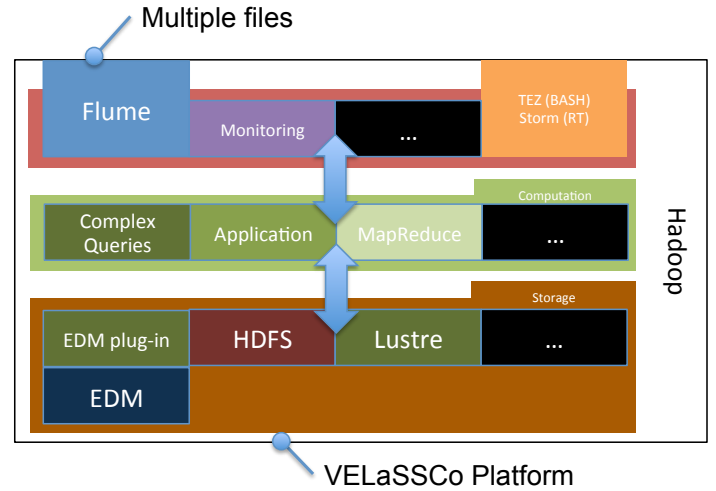 Multiple files
Flume
Monitoring
...
TEZ (BASH)
Storm (RT)
Computation
Complex
Queries
Application
MapReduce
...
Hadoop
Storage
EDM plug-in
HDFS
Lustre
...
EDM
VELaSSCo Platform